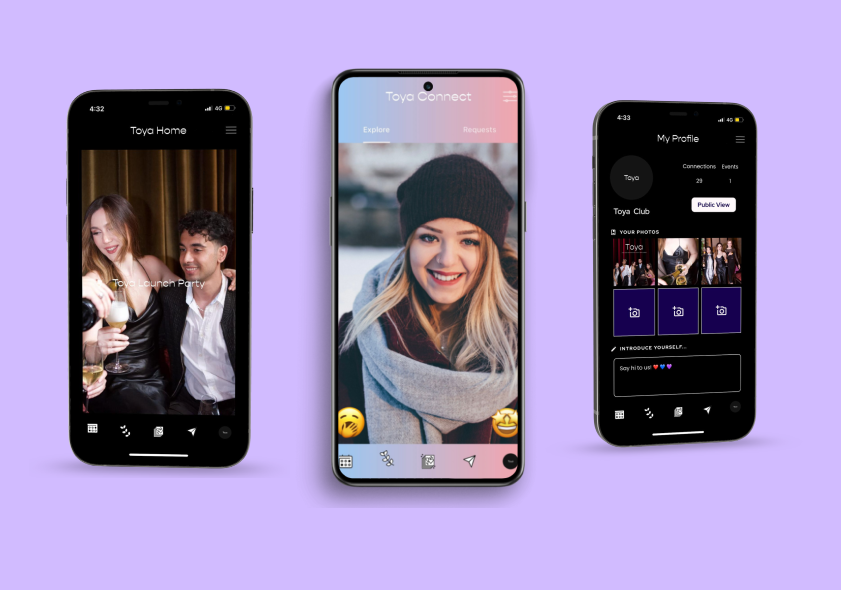 4:32
4G
Toya Home
Toya Launch Party
Toya Connect
Explore
Requests
4:33
4G
My Profile
Toya
Connections
Events
29
1
Toya Club
Public View
YOUR PHOTOS
Toya
INTRODUCE YOURSELF...
Say hi to us! ❤️💙💜